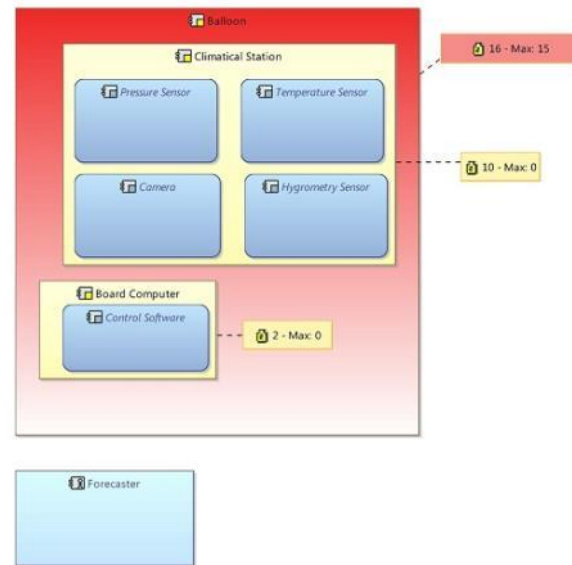 Balloon
Climatical Station
16 - Max: 15
Pressure Sensor
Temperature Sensor
10 - Max: 0
Camera
Hygrometry Sensor
Board Computer
Control Software
2 - Max: 0
Forecaster